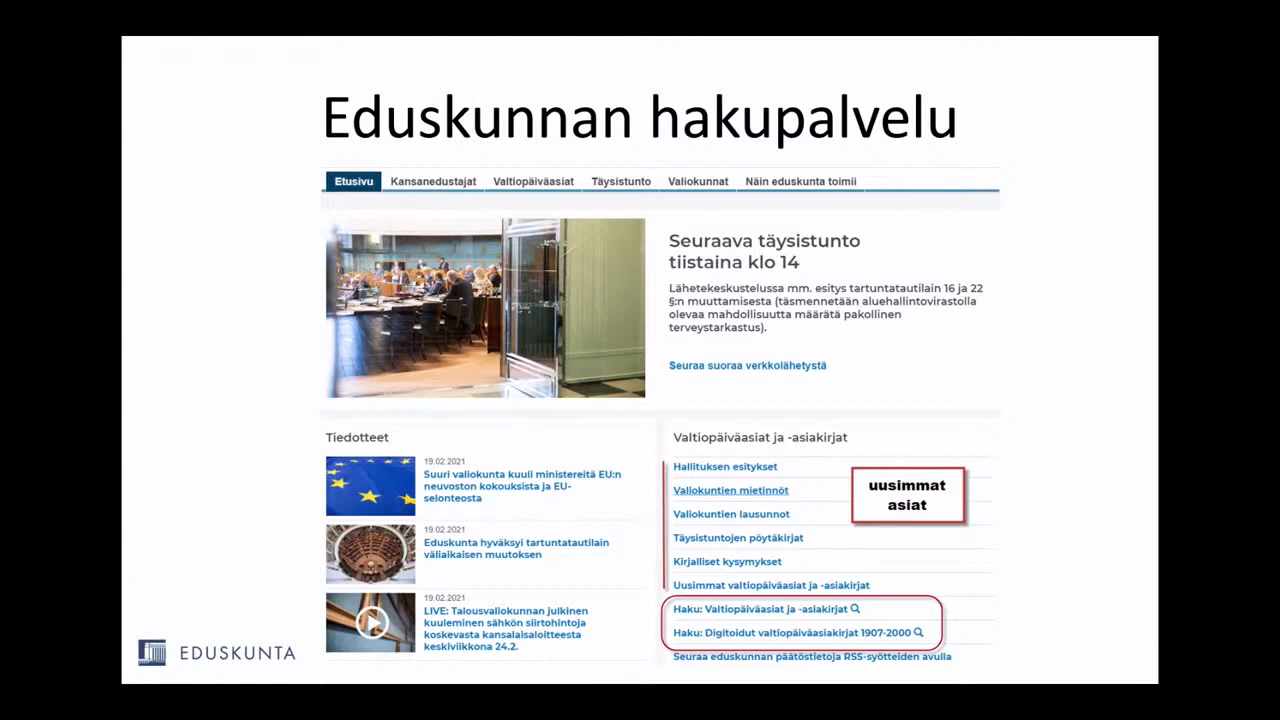 Eduskunnan hakupalvelu
Etusivu Kansanedustajat Valtiopäiväasiat Täysistunto Valiokunnat Näin eduskunta toimii
Seuraava täysistunto
tiistaina klo 14
Lähetekeskustelussa mm. esitys tartuntatautilain 16 ja 22
§:n muuttamisesta (täsmennetään aluehallintovirastolla
olevaa mahdollisuutta määrätä pakollinen
terveystarkastus).
Seuraa suoraa verkkolähetystä
Tiedotteet
19.02.2021
Suuri valiokunta kuuli ministereitä EU:n
neuvoston kokouksista ja EU-
selonteosta
19.02.2021
Eduskunta hyväksyi tartuntatautilain
väliaikaisen muutoksen
19.02.2021
LIVE: Talousvaliokunnan julkinen
kuuleminen sähkön siirtohintoja
koskevasta kansalaisaloitteesta
keskiviikkona 24.2.
Valtiopäiväasiat ja -asiakirjat
Hallituksen esitykset
Valiokuntien mietinnöt
Valiokuntien lausunnot
Täysistuntojen pöytäkirjat
Kirjalliset kysymykset
Uusimmat valtiopäiväasiat ja -asiakirjat
Haku: Valtiopäiväasiat ja -asiakirjat
Haku: Digitoidut valtiopäiväasiakirjat 1907-2000
Seuraa eduskunnan päätöstietoja RSS-syötteiden avulla
uusimmat
asiat
EDUSKUNTA